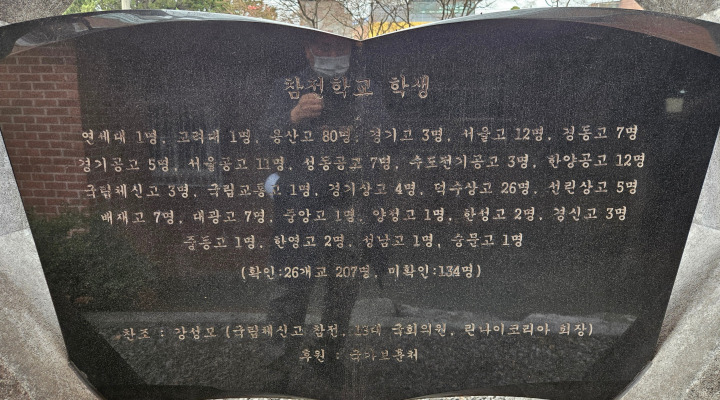 참전학교 학생
연세대 1명, 고려대 1명, 용산고 80명, 경기고 3명, 서울고 12명, 경동고 7명
경기공고 5명, 서울공고 11명, 성동공고 7명, 수도전기공고 3명, 한양공고 12명
국립체신고 3명, 국립교통고 1명, 경기상고 4명, 덕수상고 26명, 선린상고 5명
배재고 7명, 대광고 7명, 중앙고 1명, 양정고 1명, 한성고 2명, 경신고 3명
중동고 1명, 한영고 2명, 성남고 1명, 숭문고 1명
(확인:26개교 207명, 미확인:134명)
찬조 : 강성모 (국립체신고 참전, 13대 국회의원, 린나이코리아 회장)
후원 : 국가보훈처